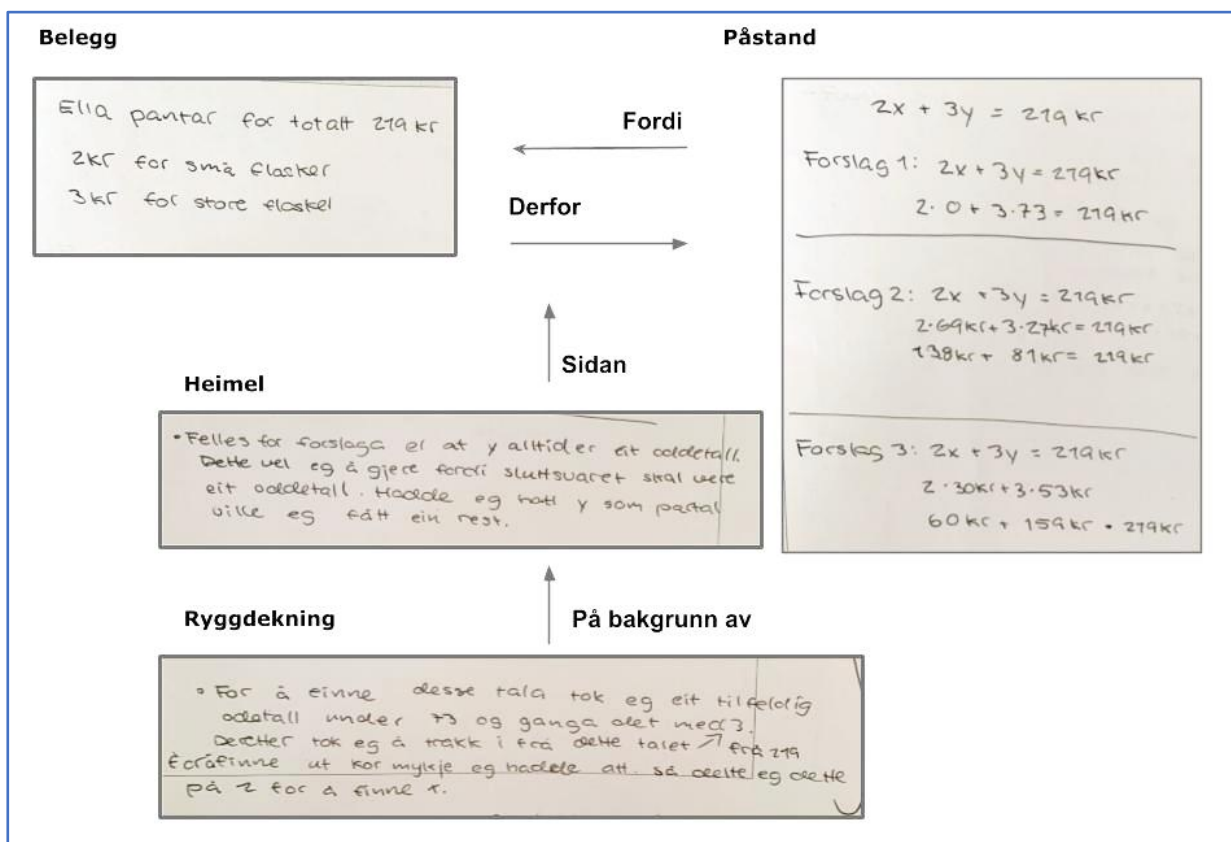 Belegg
Ella pantar for totalt 219 kr
2kr for små flasker
3kr for store flasker
Fordi
Derfor
Påstand
2x + 3y = 219 kr
Forslag 1: 2x + 3y = 219kr
2·0 + 3·73 = 219kr
Forslag 2: 2x + 3y = 219kr
2·69kr + 3·27kr = 219kr
138kr + 81kr = 219kr
Forslag 3: 2x + 3y = 219kr
2·30kr + 3·53kr
60kr + 159kr = 219kr
Sidan
Heimel
• Felles for forslaga er at y alltid er eit oddetall.
Dette vel eg å gjere fordi sluttsvaret skal vere
eit oddetall. Hadde eg hatt y som partal
ville eg fått ein rest.
På bakgrunn av
Ryggdekning
• For å finne desse tala tok eg eit tilfeldig
oddetall under 73 og ganga det med 3.
Deretter tok eg å trakk i frå dette talet ↗ frå 219
for å finne ut kor mykje eg hadde att. så delte eg dette
på 2 for å finne x.